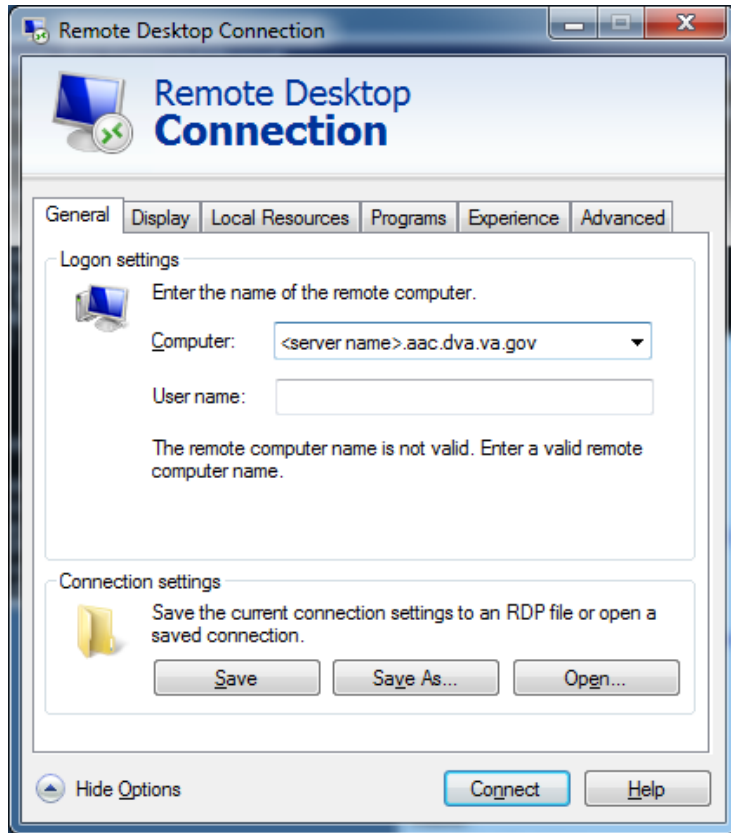 Remote Desktop Connection
Remote Desktop
Connection
General Display Local Resources Programs Experience Advanced
Logon settings
Enter the name of the remote computer.
Computer: <server name>.aac.dva.va.gov
User name:
The remote computer name is not valid. Enter a valid remote
computer name.
Connection settings
Save the current connection settings to an RDP file or open a
saved connection.
Save Save As... Open...
Hide Options Connect Help